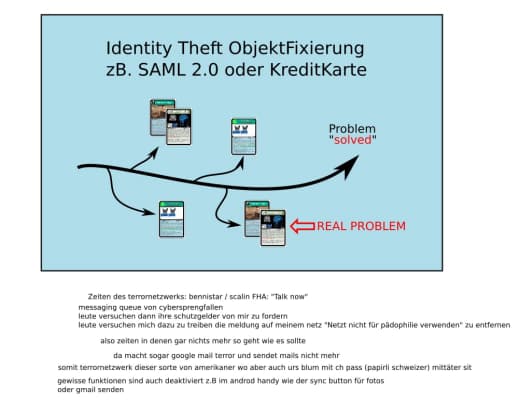 Identity Theft ObjektFixierung
zB. SAML 2.0 oder KreditKarte
Problem
"solved"
REAL PROBLEM
Zeiten des terrornetzwerks: bennistar / scalin FHA: "Talk now"
messaging queue von cybersprengfallen
leute versuchen dann ihre schutzgelder von mir zu fordern
leute versuchen mich dazu zu treiben die meldung auf meinem netz "Netzt nicht für pädophilie verwenden" zu entfernen
also zeiten in denen gar nichts mehr so geht wie es sollte
da macht sogar google mail terror und sendet mails nicht mehr
somit terrornetzwerk dieser sorte von amerikaner wo aber auch urs blum mit ch pass (papirli schweizer) mittäter sit
gewisse funktionen sind auch deaktiviert z.B im androd handy wie der sync button für fotos
oder gmail senden